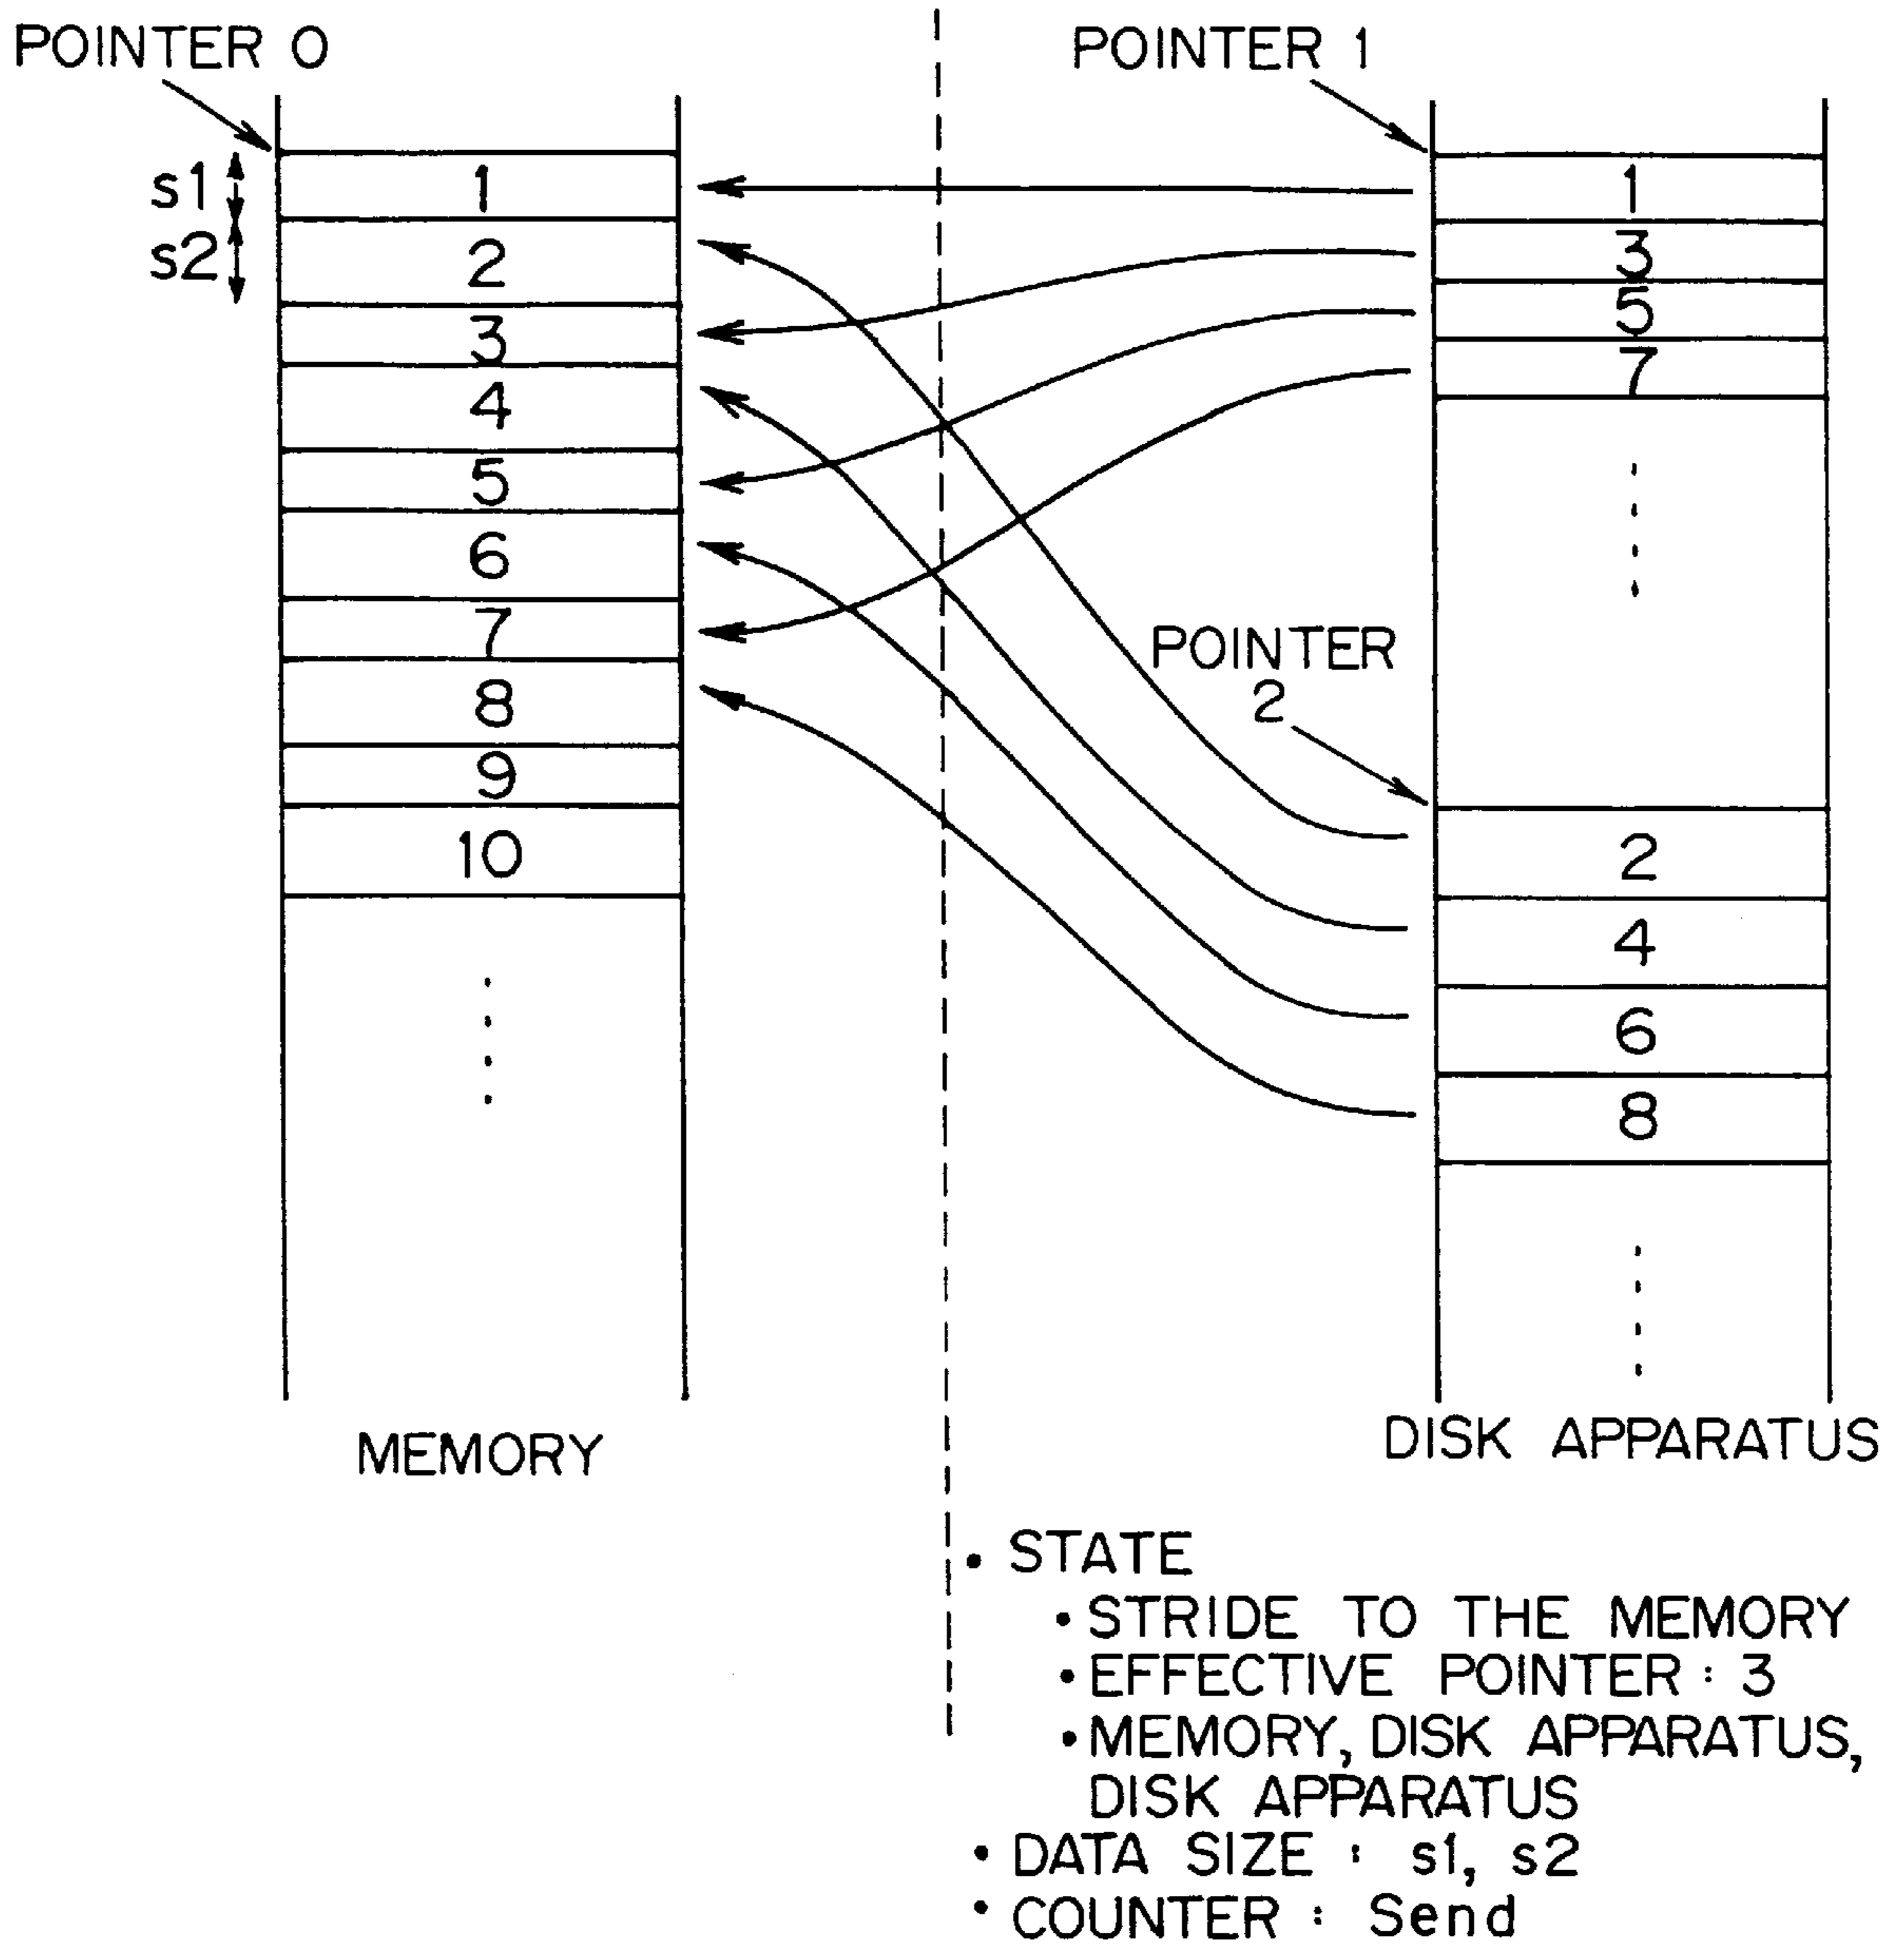 POINTER 0
POINTER 1
s1
s2
1
2
3
4
5
6
7
8
9
10
MEMORY
1
3
5
7
POINTER
2
2
4
6
8
DISK APPARATUS
• STATE
• STRIDE TO THE MEMORY
• EFFECTIVE POINTER : 3
• MEMORY, DISK APPARATUS,
DISK APPARATUS
• DATA SIZE : s1, s2
• COUNTER : Send